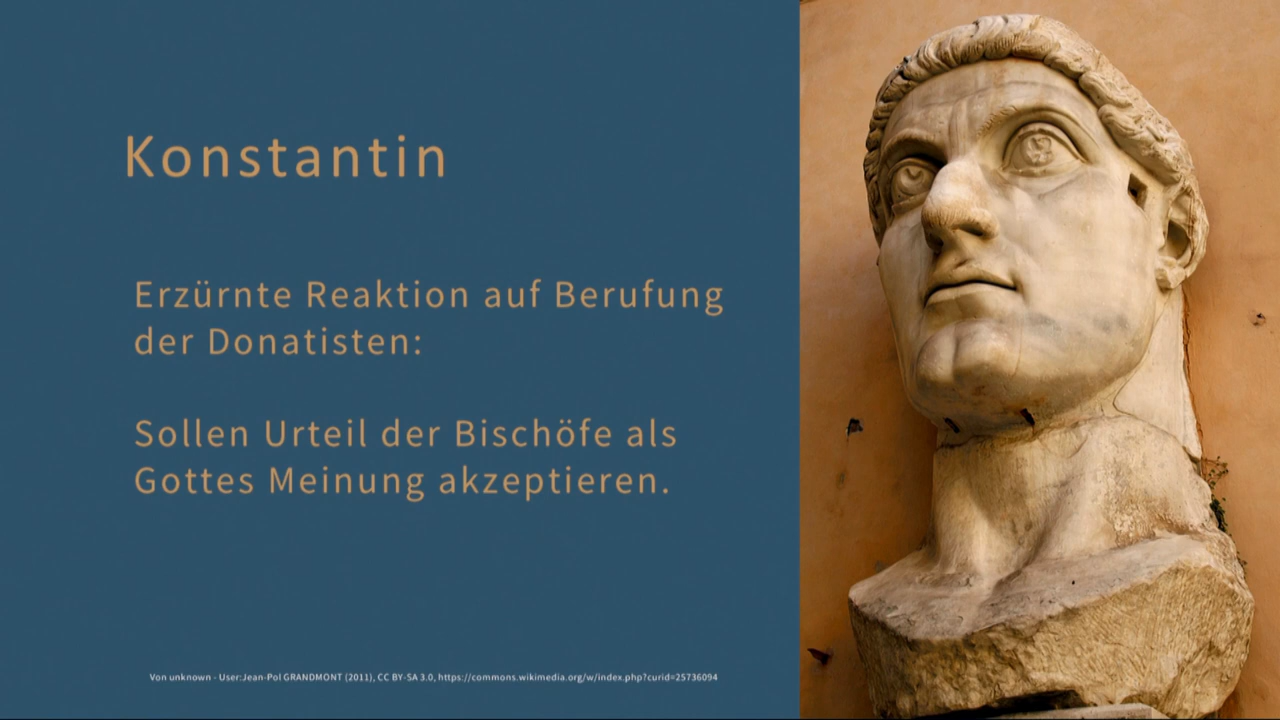 Konstantin
Erzürnte Reaktion auf Berufung
der Donatisten:
Sollen Urteil der Bischöfe als
Gottes Meinung akzeptieren.
Von unknown - User:Jean-Pol GRANDMONT (2011), CC BY-SA 3.0, https://commons.wikimedia.org/w/index.php?curid=25736094